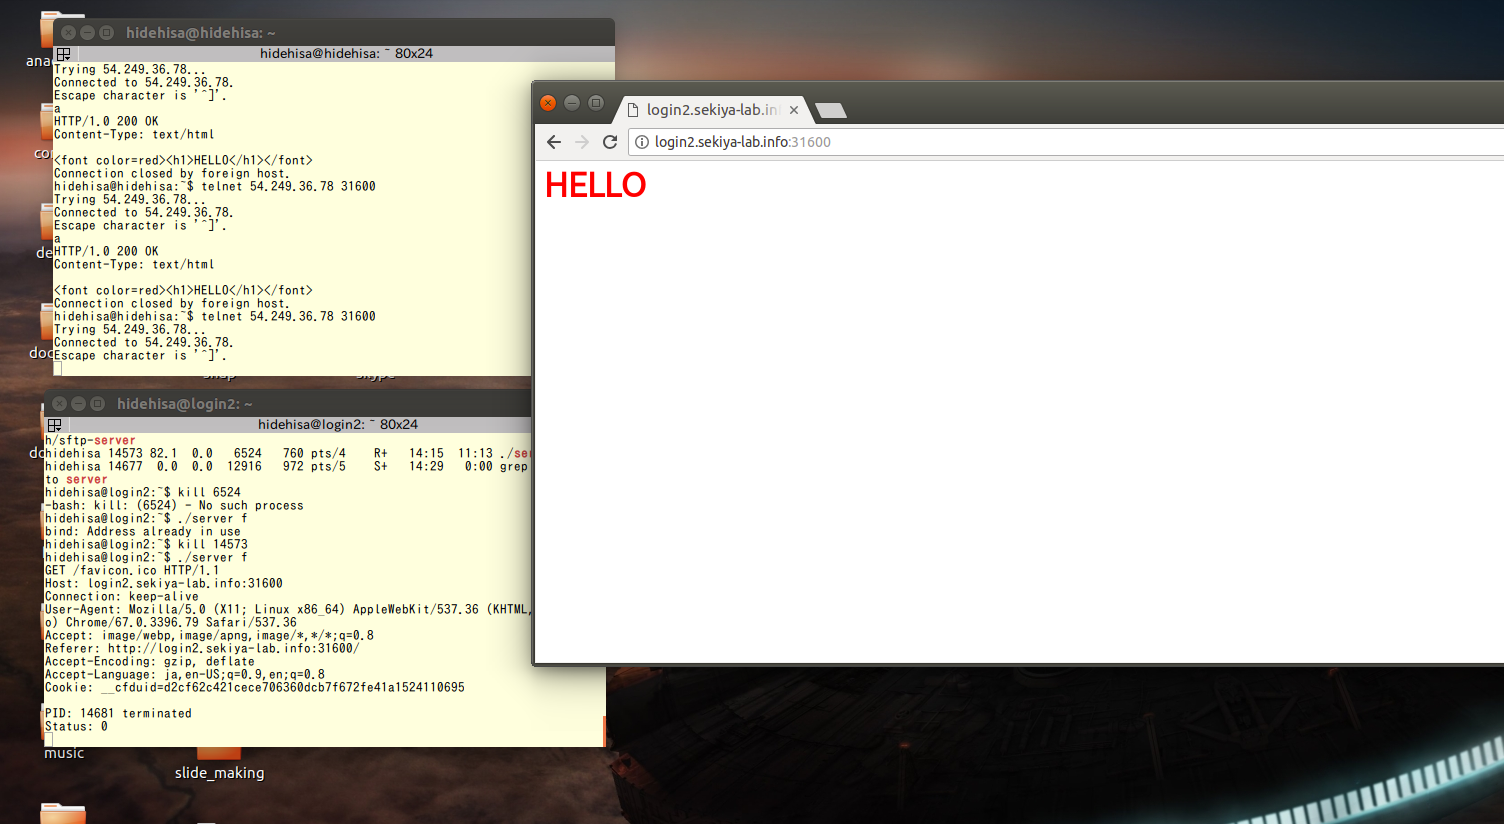 hidehisa@hidehisa: ~
hidehisa@hidehisa: ~ 80x24
Trying 54.249.36.78...
Connected to 54.249.36.78.
Escape character is '^]'.
a
HTTP/1.0 200 OK
Content-Type: text/html
<font color=red><h1>HELLO</h1></font>
Connection closed by foreign host.
hidehisa@hidehisa:~$ telnet 54.249.36.78 31600
Trying 54.249.36.78...
Connected to 54.249.36.78.
Escape character is '^]'.
a
HTTP/1.0 200 OK
Content-Type: text/html
<font color=red><h1>HELLO</h1></font>
Connection closed by foreign host.
hidehisa@hidehisa:~$ telnet 54.249.36.78 31600
Trying 54.249.36.78...
Connected to 54.249.36.78.
Escape character is '^]'.
hidehisa@login2: ~
hidehisa@login2: ~ 80x24
h/sftp-server
hidehisa 14573 82.1 0.0 6524 760 pts/4 R+ 14:15 11:13 ./ser
hidehisa 14677 0.0 0.0 12916 972 pts/5 S+ 14:29 0:00 grep
to server
hidehisa@login2:~$ kill 6524
-bash: kill: (6524) - No such process
hidehisa@login2:~$ ./server f
bind: Address already in use
hidehisa@login2:~$ kill 14573
hidehisa@login2:~$ ./server f
GET /favicon.ico HTTP/1.1
Host: login2.sekiya-lab.info:31600
Connection: keep-alive
User-Agent: Mozilla/5.0 (X11; Linux x86_64) AppleWebKit/537.36 (KHTML,
o) Chrome/67.0.3396.79 Safari/537.36
Accept: image/webp,image/apng,image/*,*/*;q=0.8
Referer: http://login2.sekiya-lab.info:31600/
Accept-Encoding: gzip, deflate
Accept-Language: ja,en-US;q=0.9,en;q=0.8
Cookie: __cfduid=d2cf62c421cece706360dcb7f672fe41a1524110695
PID: 14681 terminated
Status: 0
login2.sekiya-lab.in
login2.sekiya-lab.info:31600
HELLO
music
slide_making